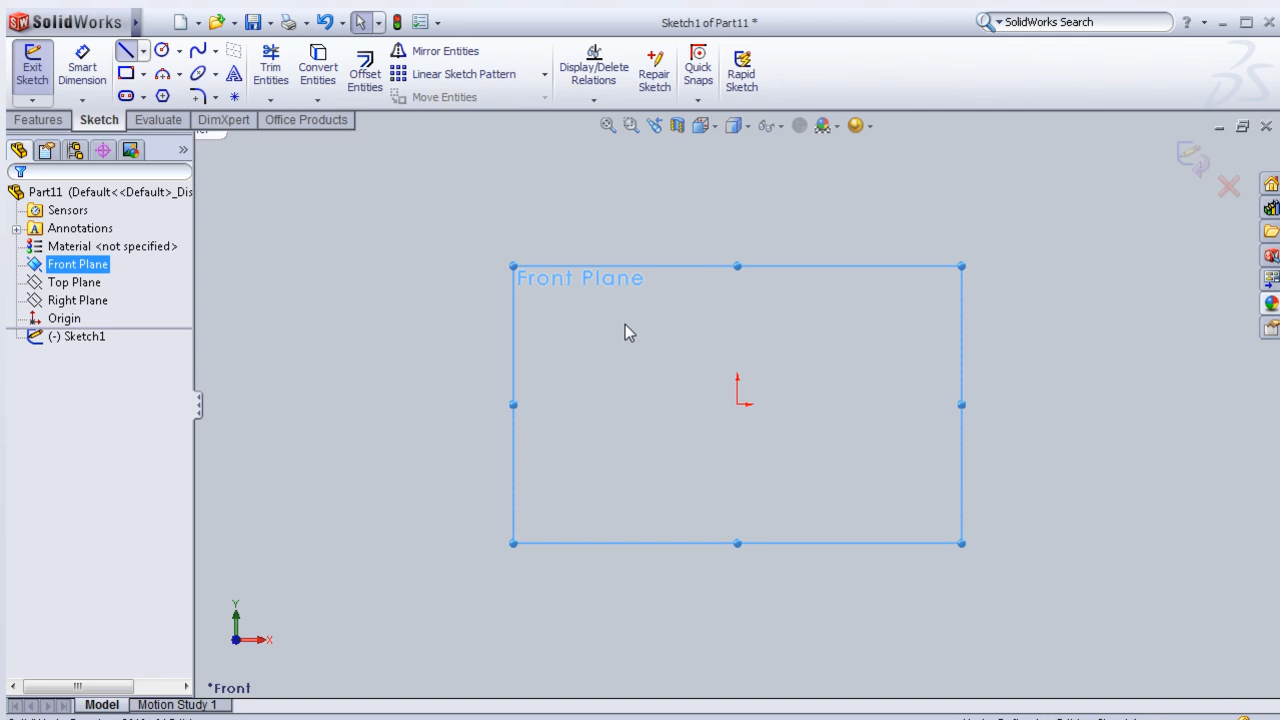 SolidWorks
Sketch1 of Part11 *
SolidWorks Search
Exit Sketch
Smart Dimension
Trim Entities
Convert Entities
Offset Entities
Mirror Entities
Linear Sketch Pattern
Move Entities
Display/Delete Relations
Repair Sketch
Quick Snaps
Rapid Sketch
Features
Sketch
Evaluate
DimXpert
Office Products
Part11 (Default<<Default>_Dis
Sensors
Annotations
Material <not specified>
Front Plane
Top Plane
Right Plane
Origin
(-) Sketch1
Front Plane
Y
X
*Front
Model
Motion Study 1